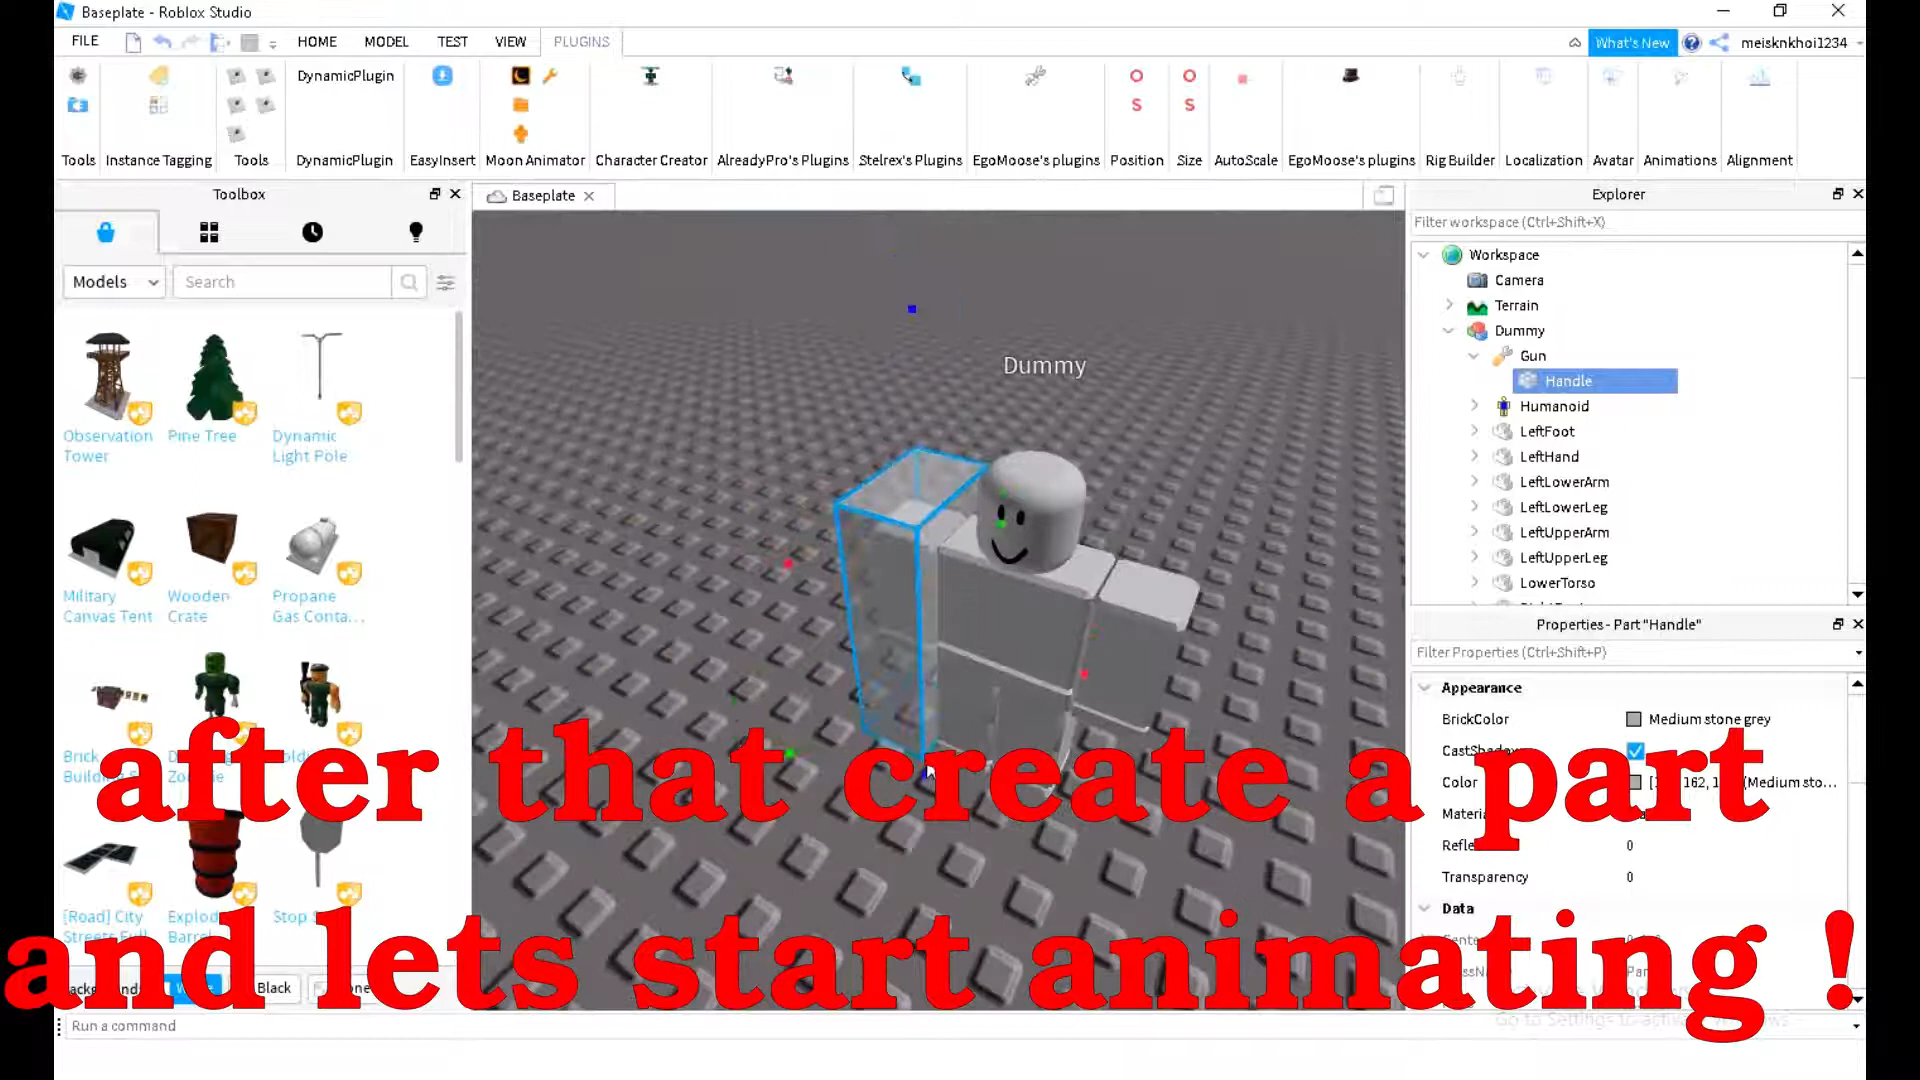 Baseplate - Roblox Studio
FILE HOME MODEL TEST VIEW PLUGINS What's New meisknkhoi1234
DynamicPlugin
Tools Instance Tagging Tools DynamicPlugin EasyInsert Moon Animator Character Creator AlreadyPro's Plugins Stelrex's Plugins EgoMoose's plugins Position Size AutoScale EgoMoose's plugins Rig Builder Localization Avatar Animations Alignment
Toolbox
Baseplate
Explorer
Filter workspace (Ctrl+Shift+X)
Models
Search
Workspace
Camera
Terrain
Dummy
Gun
Handle
Humanoid
LeftFoot
LeftHand
LeftLowerArm
LeftLowerLeg
LeftUpperArm
LeftUpperLeg
LowerTorso
Dummy
Observation Tower
Pine Tree
Dynamic Light Pole
Military Canvas Tent
Wooden Crate
Propane Gas Conta...
Brick
Properties - Part "Handle"
Filter Properties (Ctrl+Shift+P)
Appearance
BrickColor Medium stone grey
Color
Transparency 0
Data
after that create a part
and lets start animating !
[Road] City
Stop
Black
Run a command